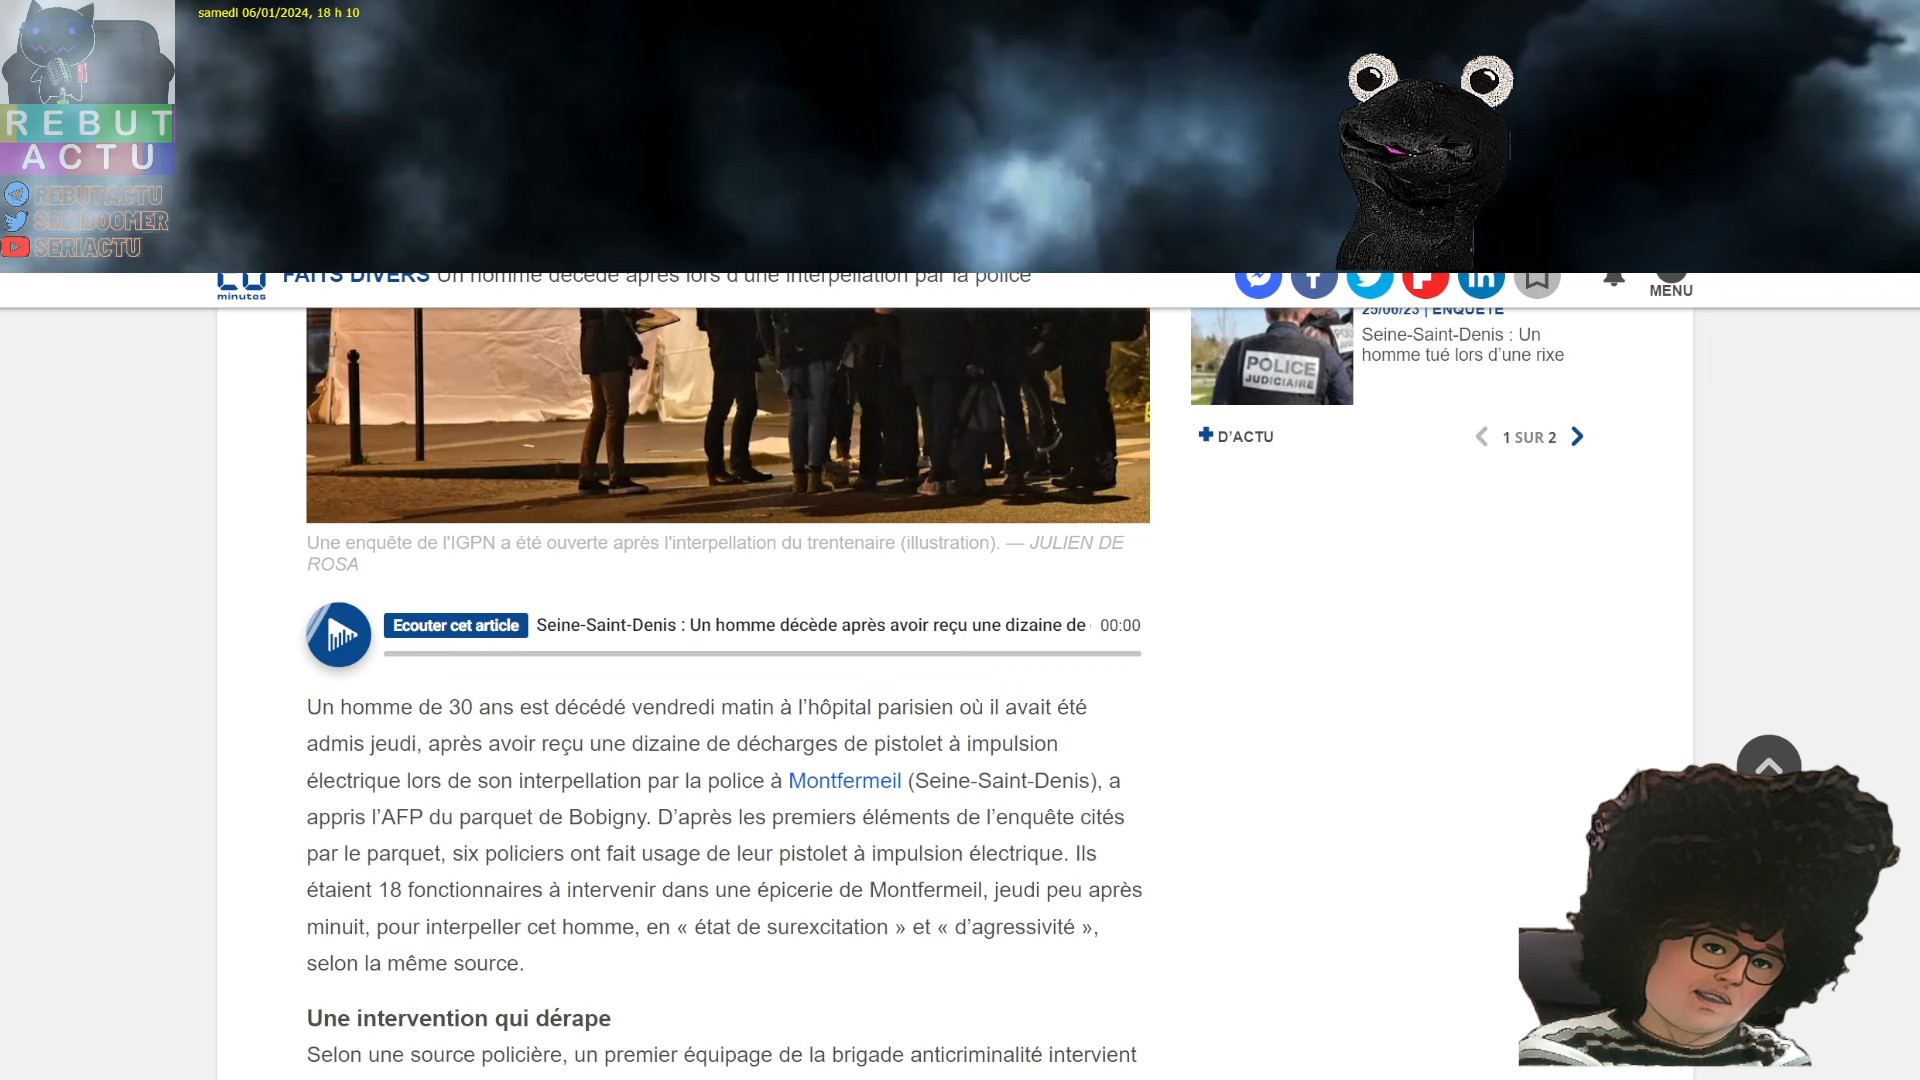 samedi 06/01/2024, 18 h 10
REBUT
ACTU
REBUTACTU
SERIACTU
minutes
FAITS DIVERS Un homme décède après lors d'une interpellation par la police
MENU
25/06/23 | ENQUÊTE
Seine-Saint-Denis : Un
homme tué lors d’une rixe
POLICE
JUDICIAIRE
D’ACTU
1 SUR 2
Une enquête de l'IGPN a été ouverte après l'interpellation du trentenaire (illustration). — JULIEN DE
ROSA
Ecouter cet article Seine-Saint-Denis : Un homme décède après avoir reçu une dizaine de 00:00
Un homme de 30 ans est décédé vendredi matin à l’hôpital parisien où il avait été
admis jeudi, après avoir reçu une dizaine de décharges de pistolet à impulsion
électrique lors de son interpellation par la police à Montfermeil (Seine-Saint-Denis), a
appris l’AFP du parquet de Bobigny. D’après les premiers éléments de l’enquête cités
par le parquet, six policiers ont fait usage de leur pistolet à impulsion électrique. Ils
étaient 18 fonctionnaires à intervenir dans une épicerie de Montfermeil, jeudi peu après
minuit, pour interpeller cet homme, en « état de surexcitation » et « d’agressivité »,
selon la même source.
Une intervention qui dérape
Selon une source policière, un premier équipage de la brigade anticriminalité intervient